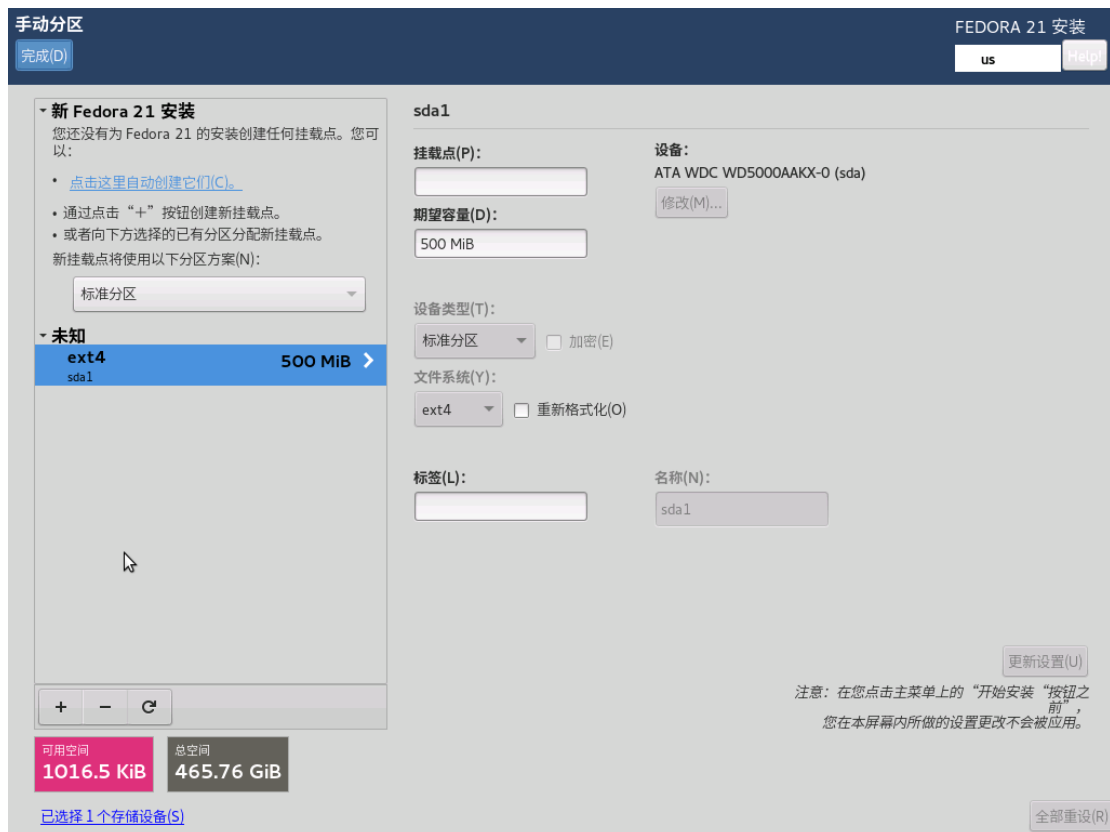 手动分区
FEDORA 21 安装
完成(D)
us
Help!
新 Fedora 21 安装
您还没有为 Fedora 21 的安装创建任何挂载点。您可
以：
• 点击这里自动创建它们(C)。
• 通过点击“＋”按钮创建新挂载点。
• 或者向下方选择的已有分区分配新挂载点。
新挂载点将使用以下分区方案(N)：
标准分区
未知
ext4
500 MiB
sda1
+ −
可用空间
1016.5 KiB
总空间
465.76 GiB
已选择 1 个存储设备(S)
sda1
挂载点(P)：
设备：
ATA WDC WD5000AAKX-0 (sda)
修改(M)...
期望容量(D)：
500 MiB
设备类型(T)：
标准分区
加密(E)
文件系统(Y)：
ext4
重新格式化(O)
标签(L)：
名称(N)：
sda1
更新设置(U)
注意：在您点击主菜单上的“开始安装“按钮之
前”，
您在本屏幕内所做的设置更改不会被应用。
全部重设(R)